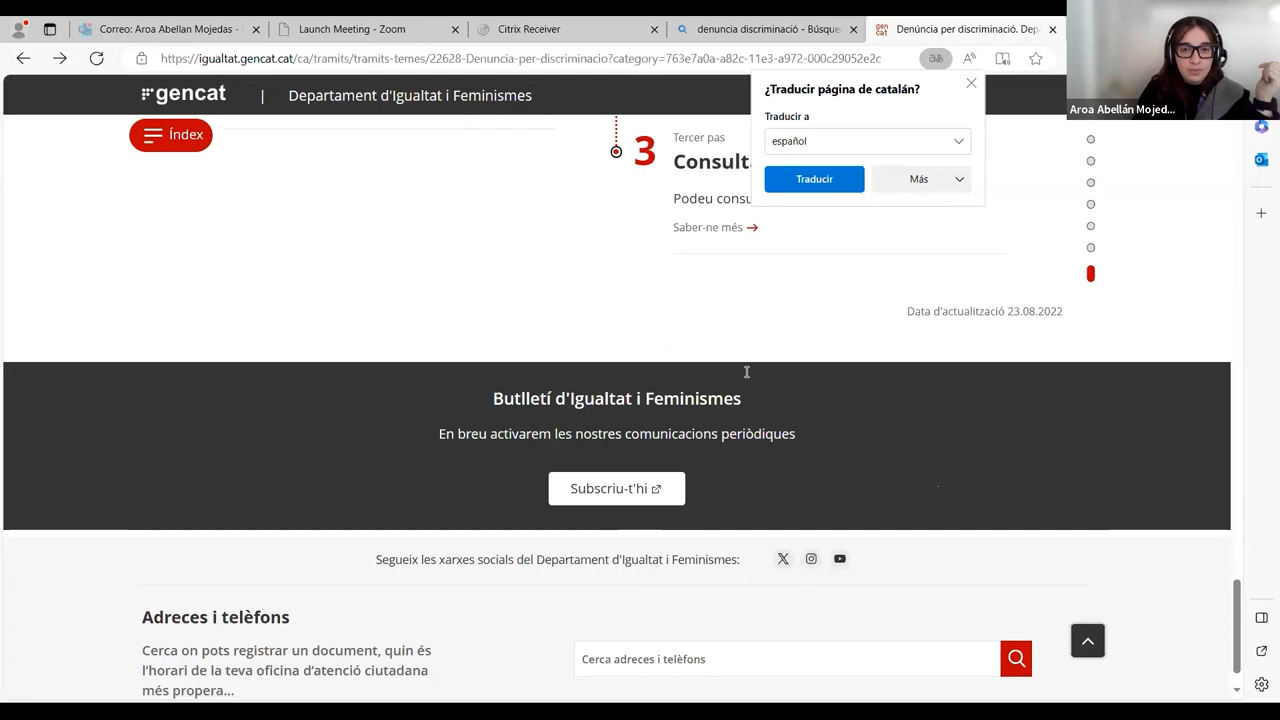 Correo: Aroa Abellan Mojedas -
Launch Meeting - Zoom
Citrix Receiver
denuncia discriminació - Búsque
Denúncia per discriminació. Dep
https://igualtat.gencat.cat/ca/tramits/tramits-temes/22628-Denuncia-per-discriminacio?category=763e7a0a-a82c-11e3-a972-000c29052e2c
Aroa Abellán Mojed...
gencat | Departament d'Igualtat i Feminismes
¿Traducir página de catalán?
Traducir a
español
Traducir
Más
Índex
3
Tercer pas
Consult
Podeu consu
Saber-ne més
Data d'actualització 23.08.2022
Butlletí d'Igualtat i Feminismes
En breu activarem les nostres comunicacions periòdiques
Subscriu-t'hi
Segueix les xarxes socials del Departament d'Igualtat i Feminismes:
Adreces i telèfons
Cerca on pots registrar un document, quin és
l'horari de la teva oficina d'atenció ciutadana
més propera...
Cerca adreces i telèfons